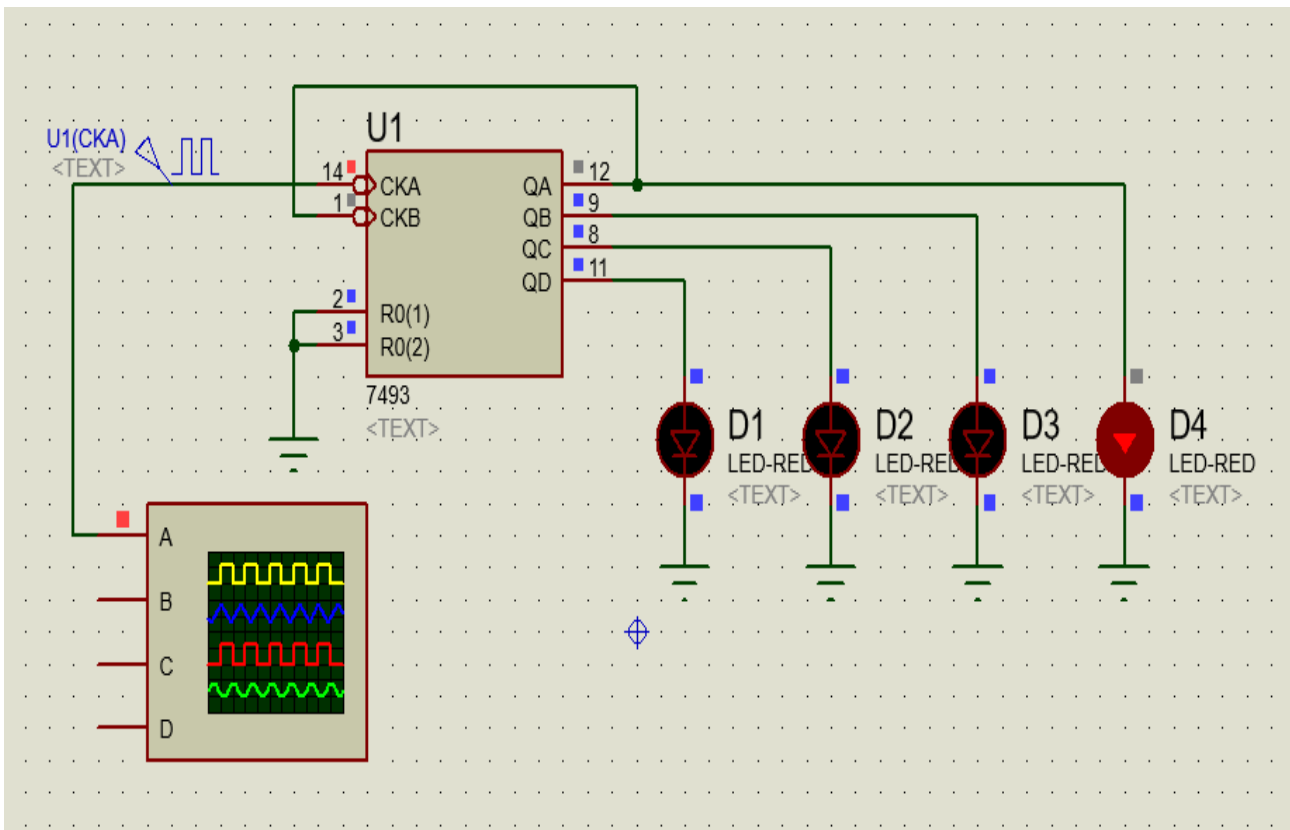 U1
U1(CKA)
<TEXT>
14 CKA QA 12
1 CKB QB 9
QC 8
QD 11
2 R0(1)
3 R0(2)
7493
<TEXT>
D1 D2 D3 D4
LED-RED LED-RED LED-RED LED-RED
<TEXT> <TEXT> <TEXT> <TEXT>
A
B
C
D